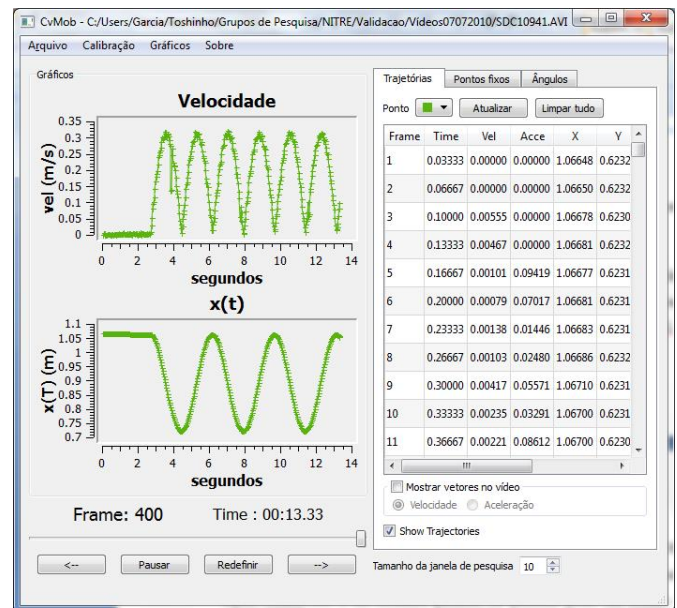 CvMob - C:/Users/Garcia/Toshinho/Grupos de Pesquisa/NITRE/Validacao/Videos07072010/SDC10941.AVI
Arquivo Calibração Gráficos Sobre
Gráficos
Velocidade
vel (m/s)
0.35
0.3
0.25
0.2
0.15
0.1
0.05
0
0 2 4 6 8 10 12 14
segundos
x(t)
x(T) (m)
1.1
1.05
1
0.95
0.9
0.85
0.8
0.75
0.7
0 2 4 6 8 10 12 14
segundos
Frame: 400 Time : 00:13.33
<-- Pausar Redefinir -->
Trajetórias Pontos fixos Ângulos
Ponto Atualizar Limpar tudo
Frame Time Vel Acce X Y
1 0.03333 0.00000 0.00000 1.06648 0.6232
2 0.06667 0.00000 0.00000 1.06650 0.6232
3 0.10000 0.00555 0.00000 1.06678 0.6230
4 0.13333 0.00467 0.00000 1.06681 0.6232
5 0.16667 0.00101 0.09419 1.06677 0.6231
6 0.20000 0.00079 0.07017 1.06681 0.6231
7 0.23333 0.00138 0.01446 1.06683 0.6231
8 0.26667 0.00103 0.02480 1.06686 0.6232
9 0.30000 0.00417 0.05571 1.06710 0.6231
10 0.33333 0.00235 0.03291 1.06700 0.6231
11 0.36667 0.00221 0.08612 1.06700 0.6230
Mostrar vetores no vídeo
Velocidade Aceleração
Show Trajectories
Tamanho da janela de pesquisa 10